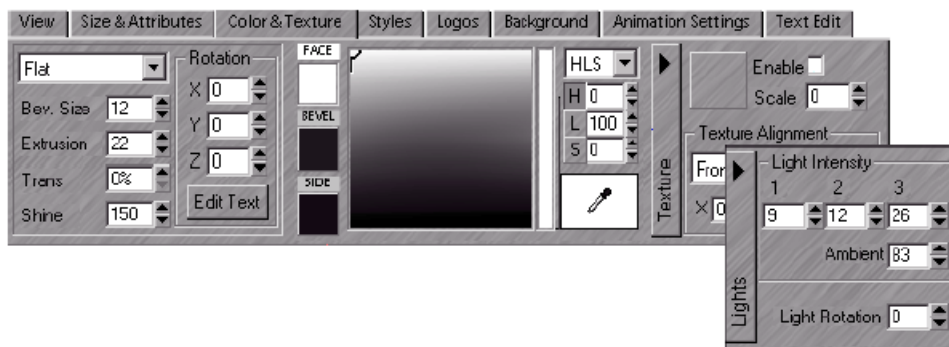 View Size & Attributes Color & Texture Styles Logos Background Animation Settings Text Edit
Flat
Bev. Size 12
Extrusion 22
Trans 0%
Shine 150
Rotation
X 0
Y 0
Z 0
Edit Text
FACE
BEVEL
SIDE
HLS
H 0
L 100
S 0
Texture
Enable
Scale 0
Texture Alignment
Fron
X 0
Lights
Light Intensity
1 2 3
9 12 26
Ambient 83
Light Rotation 0